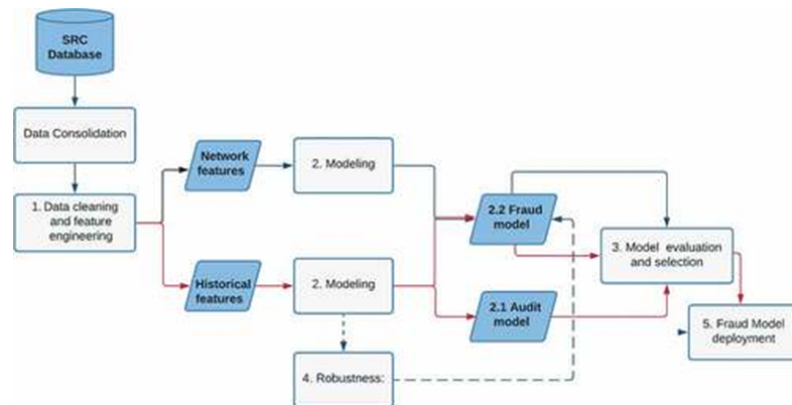 SRC
Database
Data Consolidation
1. Data cleaning
and feature
engineering
Network
features
2. Modeling
Historical
features
2. Modeling
4. Robustness:
2.2 Fraud
model
2.1 Audit
model
3. Model evaluation
and selection
5. Fraud Model
deployment